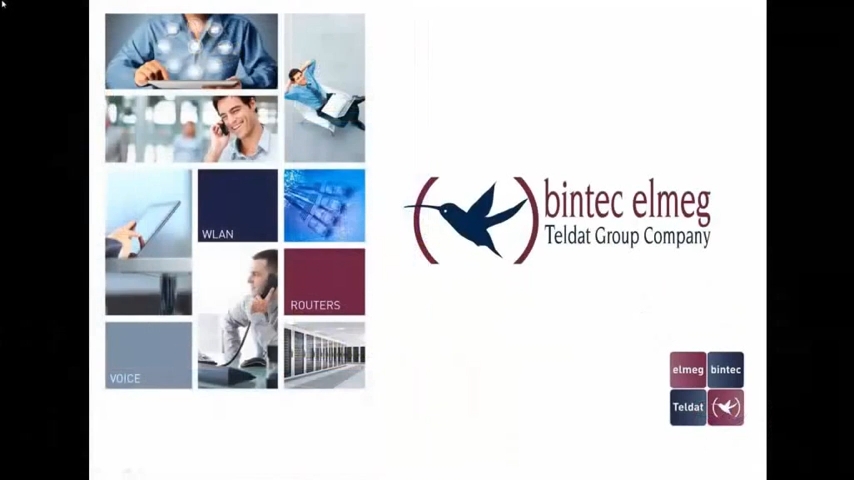 WLAN
ROUTERS
VOICE
bintec elmeg
Teldat Group Company
elmeg bintec
Teldat